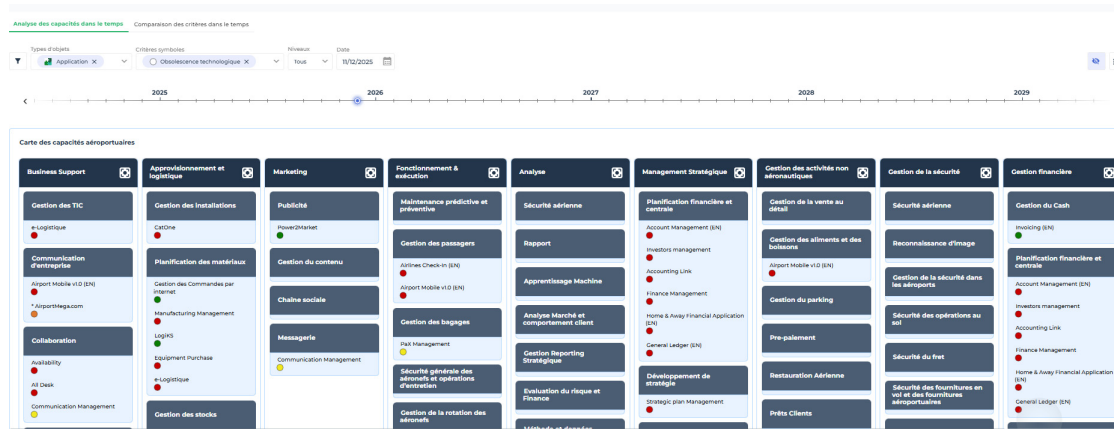 Analyse des capacités dans le temps
Comparaison des critères dans le temps
Types d'objets
Application
Critères symboles
Obsolescence technologique
Niveaux
Tous
Date
11/12/2025
2025
2026
2027
2028
2029
Carte des capacités aéroportuaires
Business Support
Gestion des TIC
e-Logistique
Communication
d'entreprise
Airport Mobile v1.0 (EN)
* AirportMega.com
Collaboration
Availability
All Desk
Communication Management
Approvisionnement et
logistique
Gestion des Installations
CatOne
Planification des matériaux
Gestion des Commandes par
internet
Manufacturing Management
LogiKS
Equipment Purchase
e-Logistique
Gestion des stocks
Marketing
Publicité
Power2Market
Gestion du contenu
Chaîne sociale
Messagerie
Communication Management
Fonctionnement &
exécution
Maintenance prédictive et
préventive
Gestion des passagers
Airlines Check-in (EN)
Airport Mobile v1.0 (EN)
Gestion des bagages
PaX Management
Sécurité générale des
aéronefs et opérations
d'entretien
Gestion de la rotation des
aéronefs
Analyse
Sécurité aérienne
Rapport
Apprentissage Machine
Analyse Marché et
comportement client
Gestion Reporting
Stratégique
Evaluation du risque et
Finance
Méthode et données
Management Stratégique
Planification financière et
centrale
Account Management (EN)
Investors management
Accounting Link
Finance Management
Home & Away Financial Application
(EN)
General Ledger (EN)
Développement de
stratégie
Strategic plan Management
Gestion des activités non
aéronautiques
Gestion de la vente au
détail
Gestion des aliments et des
boissons
Airport Mobile v1.0 (EN)
Gestion du parking
Pre-paiement
Restauration Aérienne
Prêts Clients
Gestion de la sécurité
Sécurité aérienne
Reconnaissance d'image
Gestion de la sécurité dans
les aéroports
Sécurité des opérations au
sol
Sécurité du fret
Sécurité des fournitures en
vol et des fournitures
aéroportuaires
Gestion financière
Gestion du Cash
Invoicing (EN)
Planification financière et
centrale
Account Management (EN)
Investors management
Accounting Link
Finance Management
Home & Away Financial Application
(EN)
General Ledger (EN)